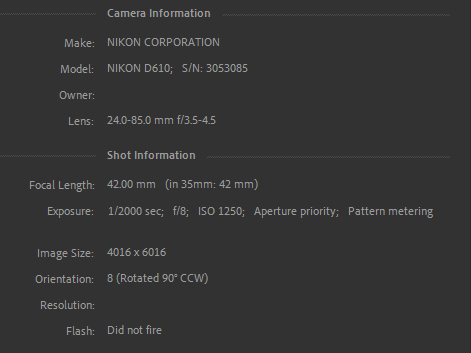 Camera Information
Make: NIKON CORPORATION
Model: NIKON D610; S/N: 3053085
Owner:
Lens: 24.0-85.0 mm f/3.5-4.5
Shot Information
Focal Length: 42.00 mm (in 35mm: 42 mm)
Exposure: 1/2000 sec; f/8; ISO 1250; Aperture priority; Pattern metering
Image Size: 4016 x 6016
Orientation: 8 (Rotated 90° CCW)
Resolution:
Flash: Did not fire